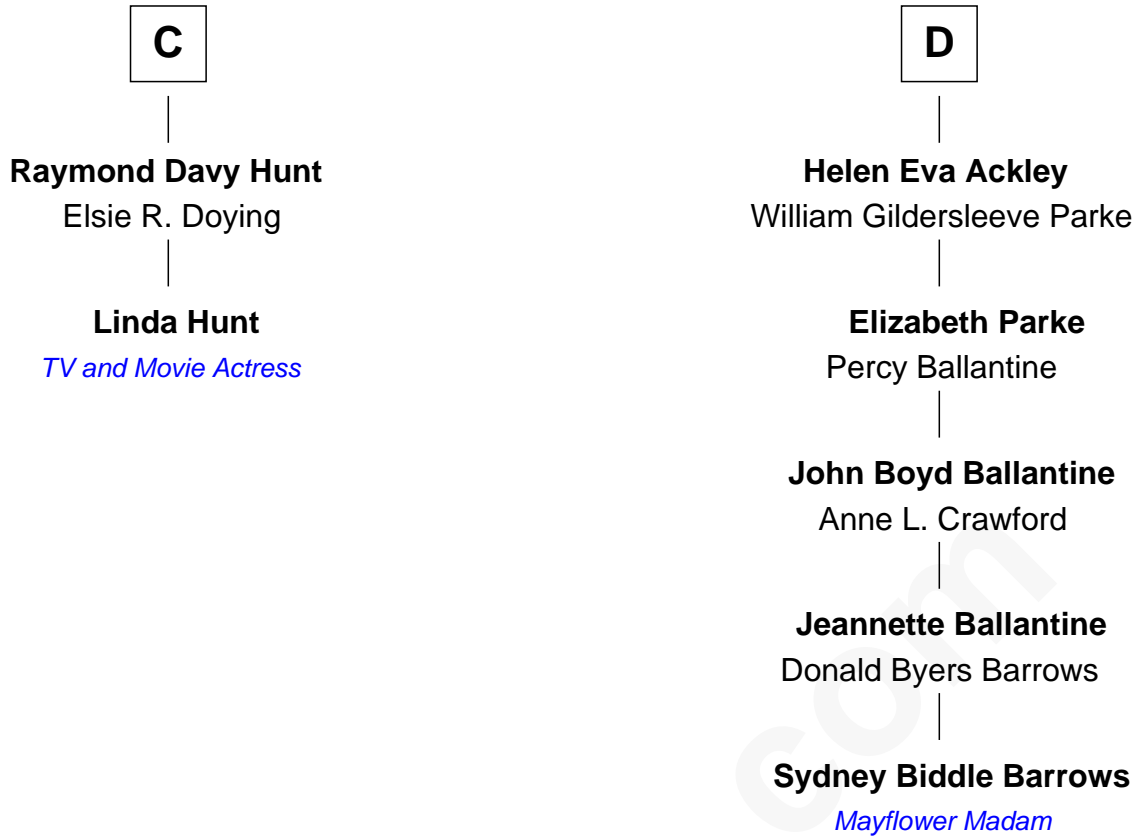 C
Raymond Davy Hunt
Elsie R. Doying
Linda Hunt
TV and Movie Actress
D
Helen Eva Ackley
William Gildersleeve Parke
Elizabeth Parke
Percy Ballantine
John Boyd Ballantine
Anne L. Crawford
Jeannette Ballantine
Donald Byers Barrows
Sydney Biddle Barrows
Mayflower Madam
com